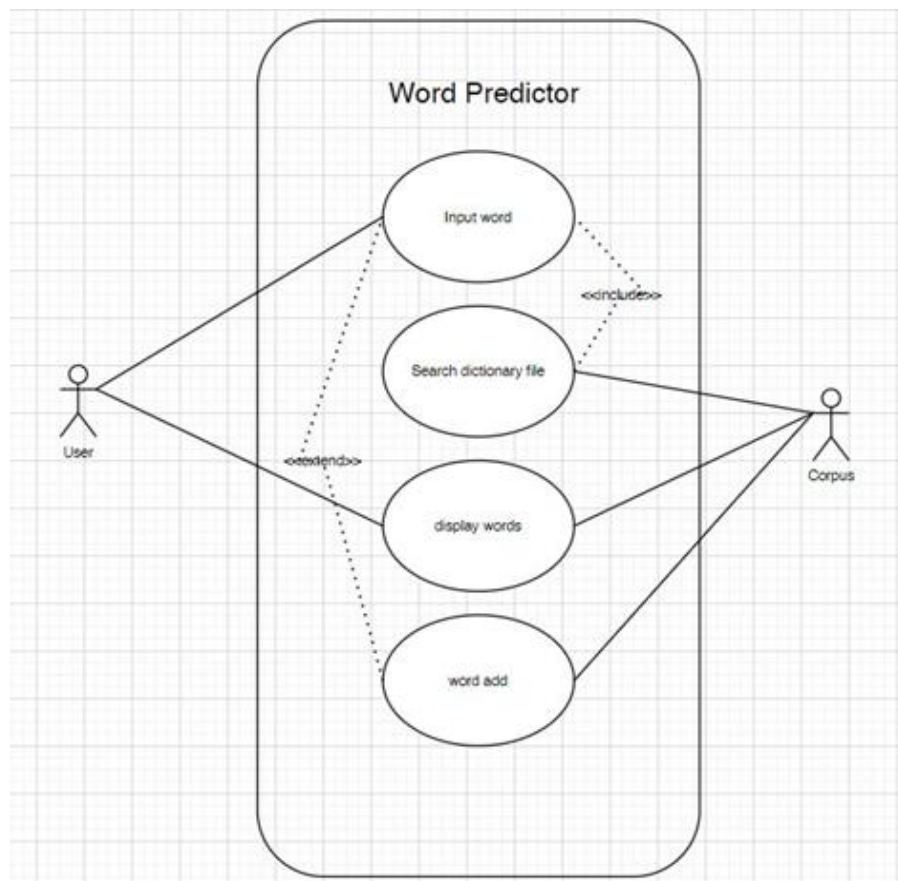 Word Predictor
Input word
<<include>>
Search dictionary file
User
<<extend>>
Corpus
display words
word add